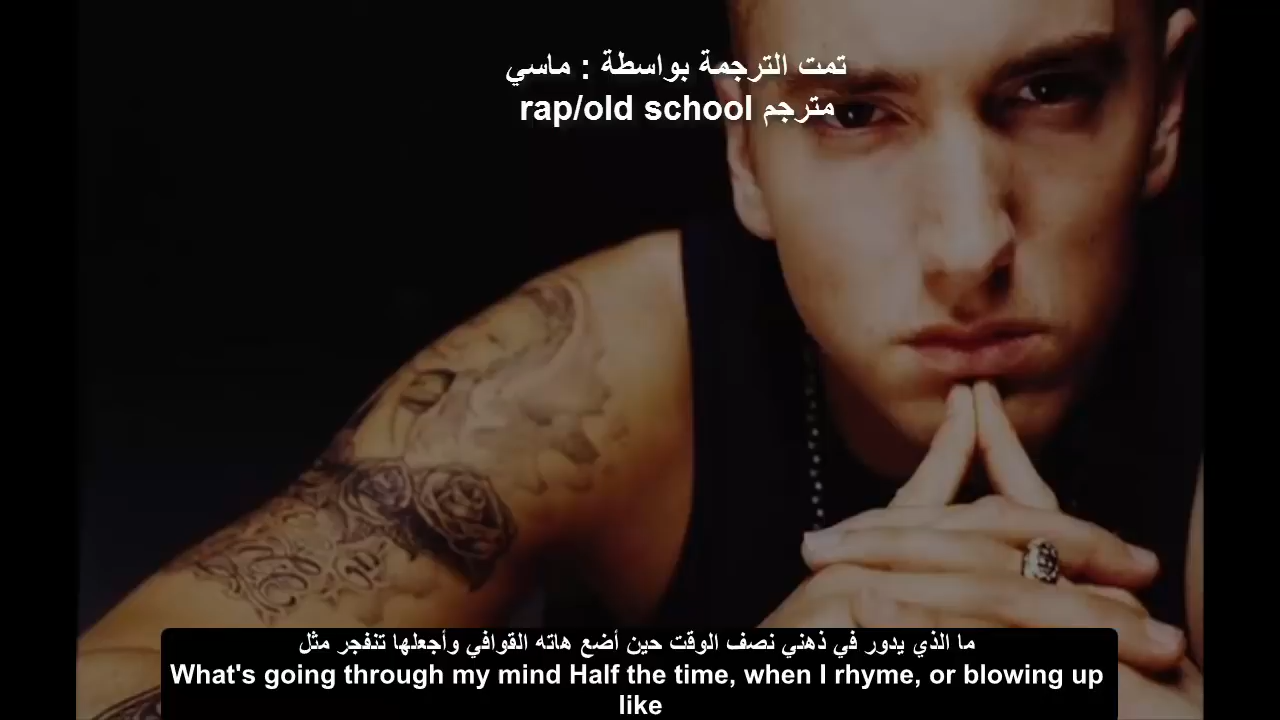 تمت الترجمة بواسطة : ماسي
مترجم rap/old school
ما الذي يدور في ذهني نصف الوقت حين أضع هاته القوافي وأجعلها تنفجر مثل
What's going through my mind Half the time, when I rhyme, or blowing up
like